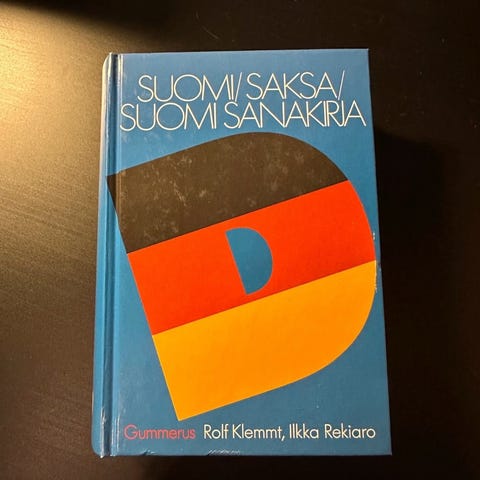 SUOMI/SAKSA/
SUOMI SANAKIRJA
D
Gummerus Rolf Klemmt, Ilkka Rekiaro